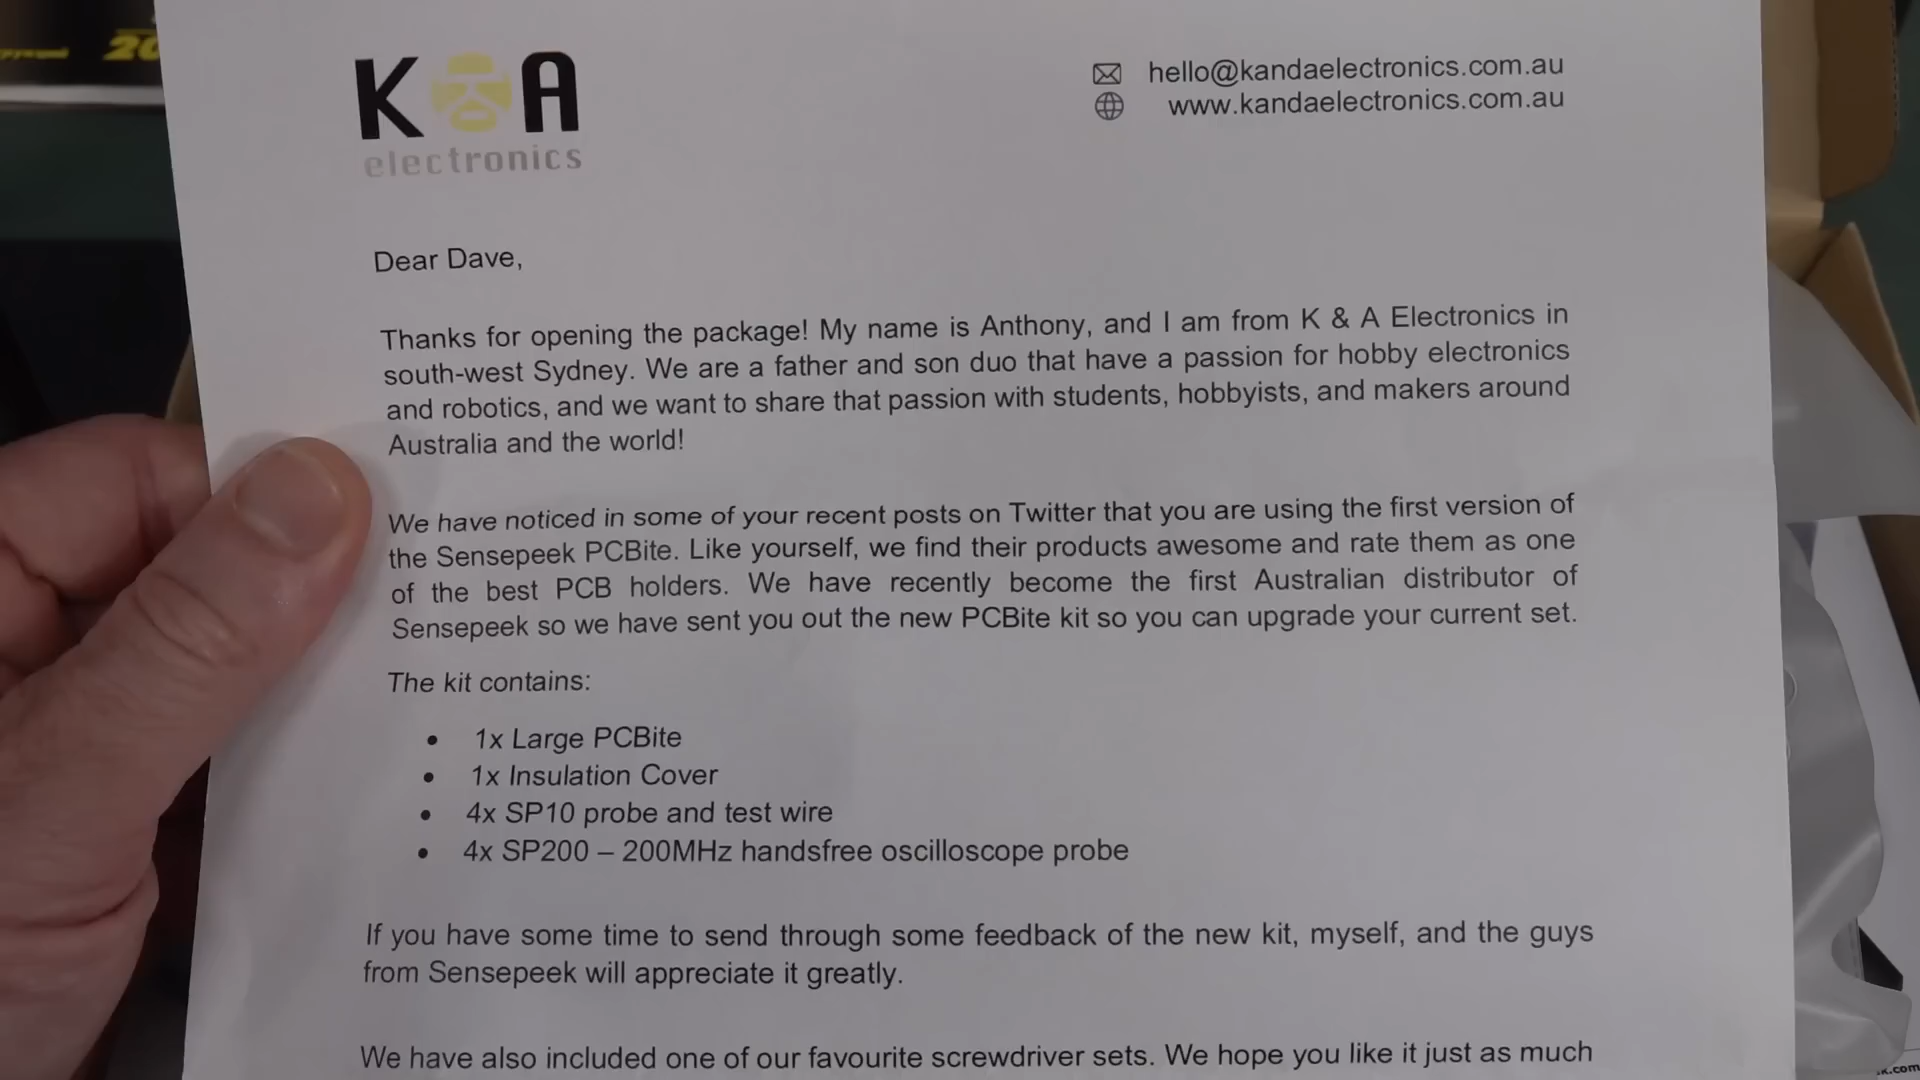 20
K & A
electronics
hello@kandaelectronics.com.au
www.kandaelectronics.com.au
Dear Dave,
Thanks for opening the package! My name is Anthony, and I am from K & A Electronics in
south-west Sydney. We are a father and son duo that have a passion for hobby electronics
and robotics, and we want to share that passion with students, hobbyists, and makers around
Australia and the world!
We have noticed in some of your recent posts on Twitter that you are using the first version of
the Sensepeek PCBite. Like yourself, we find their products awesome and rate them as one
of the best PCB holders. We have recently become the first Australian distributor of
Sensepeek so we have sent you out the new PCBite kit so you can upgrade your current set.
The kit contains:
• 1x Large PCBite
• 1x Insulation Cover
• 4x SP10 probe and test wire
• 4x SP200 – 200MHz handsfree oscilloscope probe
If you have some time to send through some feedback of the new kit, myself, and the guys
from Sensepeek will appreciate it greatly.
We have also included one of our favourite screwdriver sets. We hope you like it just as much